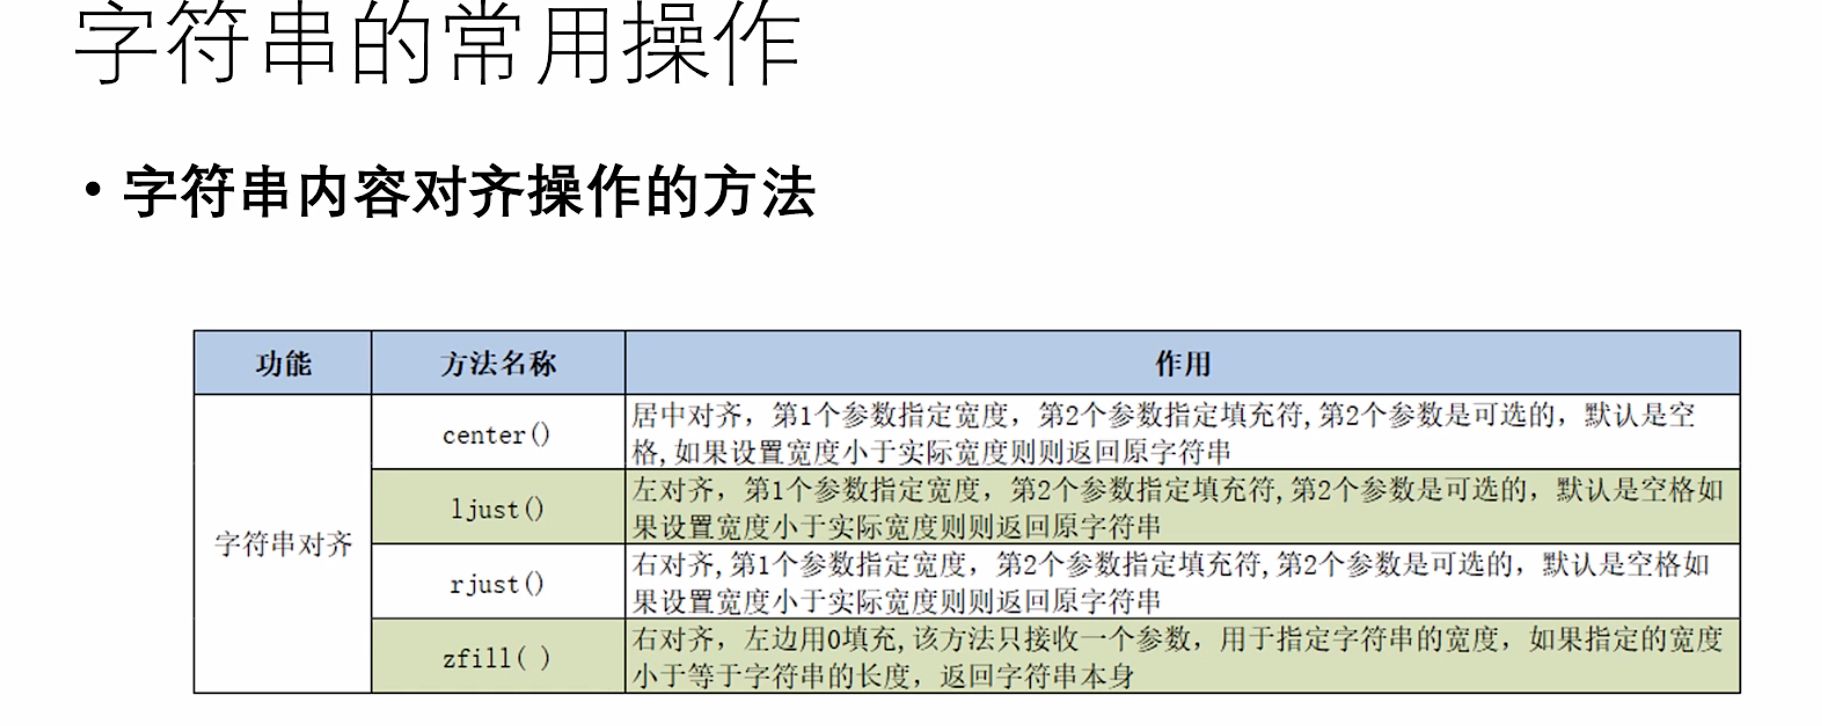 字符串的常用操作
• 字符串内容对齐操作的方法
功能 方法名称 作用
字符串对齐
center()
居中对齐，第1个参数指定宽度，第2个参数指定填充符,第2个参数是可选的，默认是空
格,如果设置宽度小于实际宽度则则返回原字符串
ljust()
左对齐，第1个参数指定宽度，第2个参数指定填充符,第2个参数是可选的，默认是空格如
果设置宽度小于实际宽度则则返回原字符串
rjust()
右对齐,第1个参数指定宽度，第2个参数指定填充符,第2个参数是可选的，默认是空格如
果设置宽度小于实际宽度则则返回原字符串
zfill( )
右对齐，左边用0填充,该方法只接收一个参数，用于指定字符串的宽度，如果指定的宽度
小于等于字符串的长度，返回字符串本身